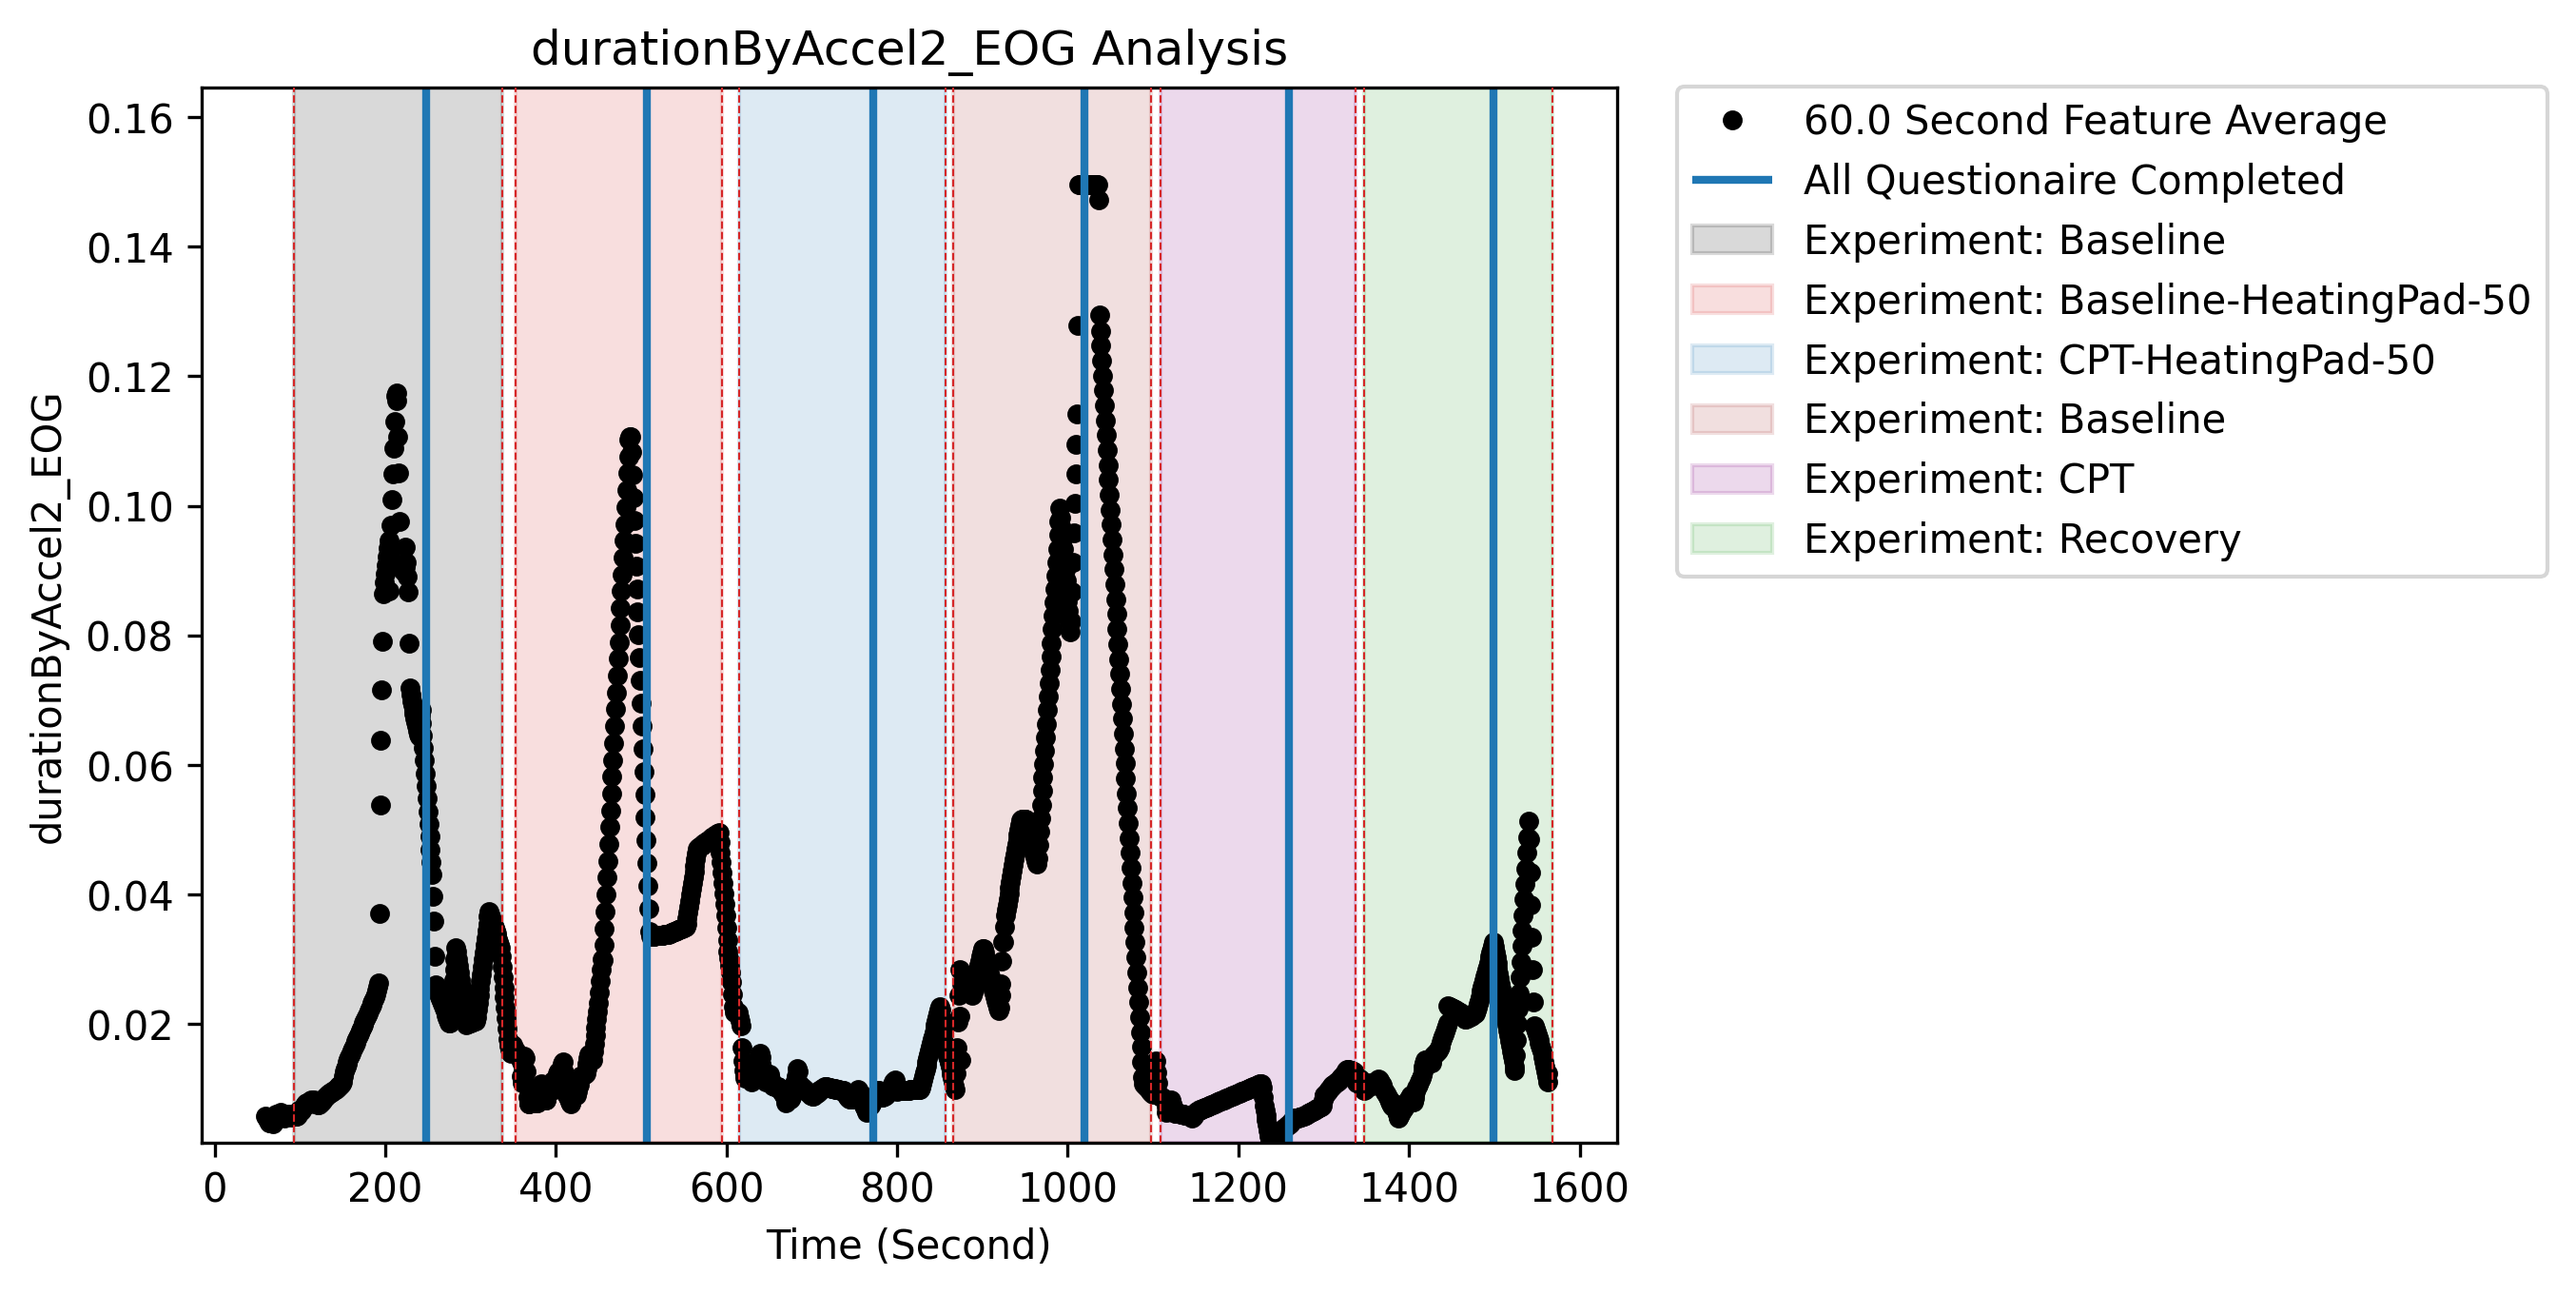 durationByAccel2_EOG Analysis
durationByAccel2_EOG
0.16
0.14
0.12
0.10
0.08
0.06
0.04
0.02
0 200 400 600 800 1000 1200 1400 1600
Time (Second)
60.0 Second Feature Average
All Questionaire Completed
Experiment: Baseline
Experiment: Baseline-HeatingPad-50
Experiment: CPT-HeatingPad-50
Experiment: Baseline
Experiment: CPT
Experiment: Recovery